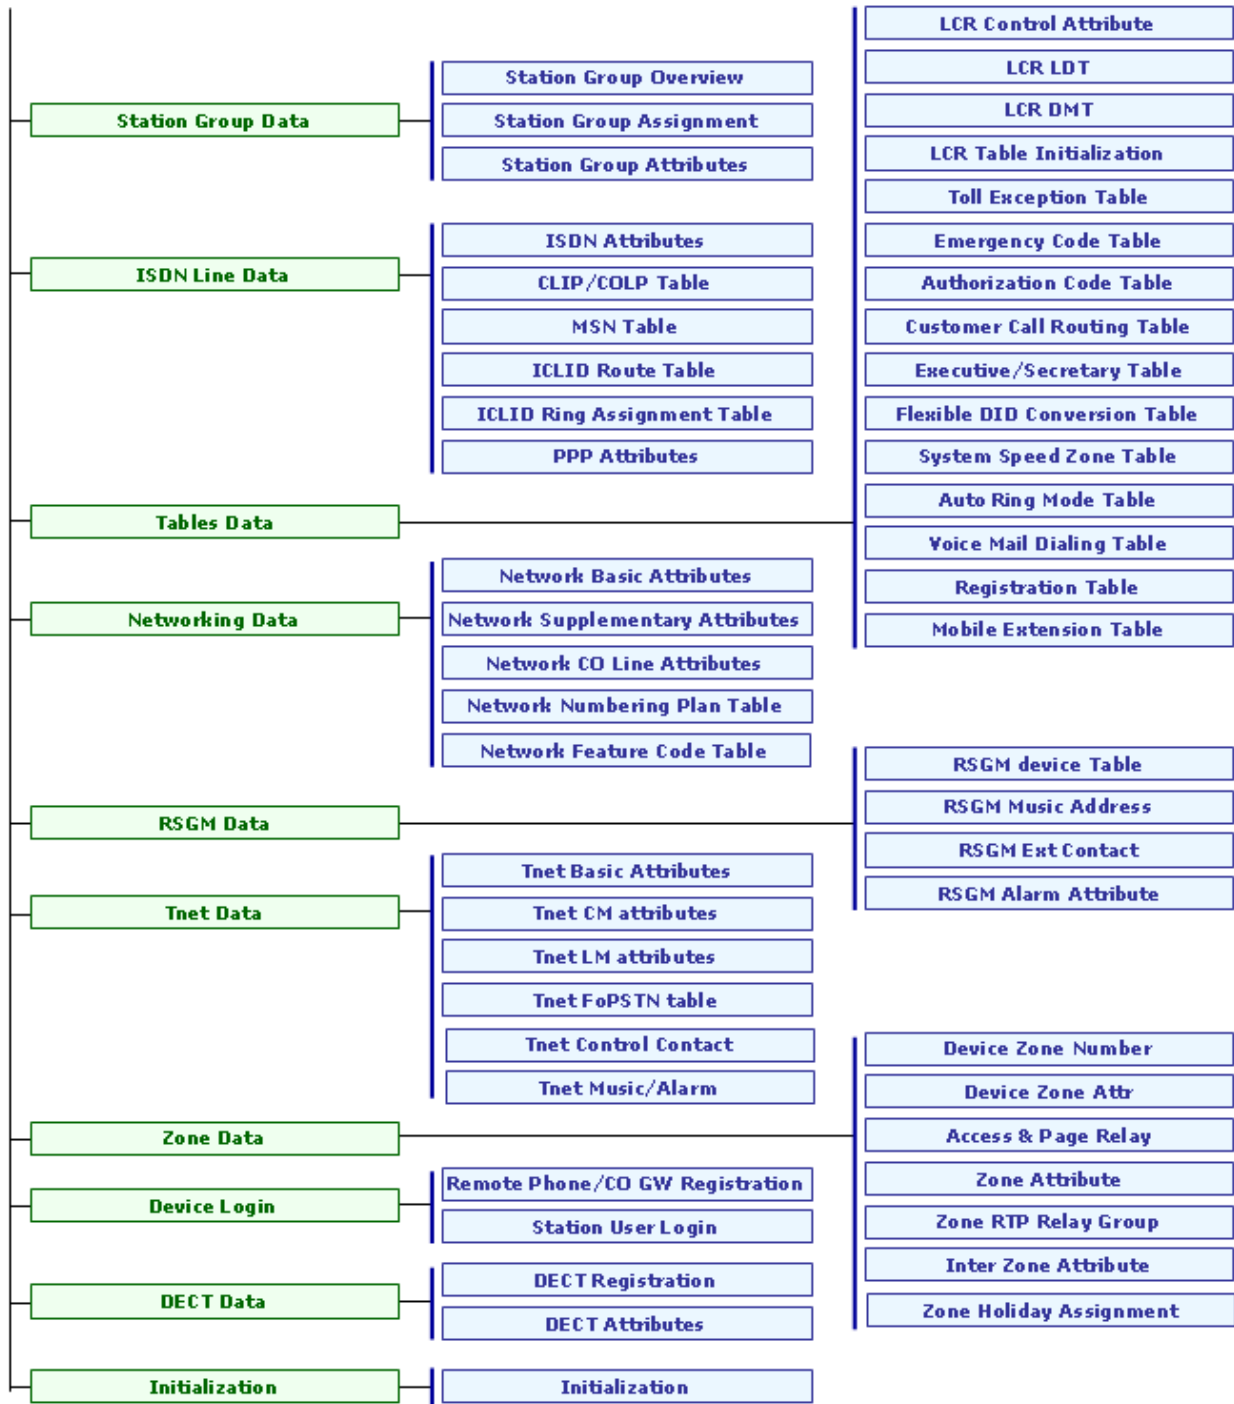 Station Group Data
Station Group Overview
Station Group Assignment
Station Group Attributes
ISDN Line Data
ISDN Attributes
CLIP/COLP Table
MSN Table
ICLID Route Table
ICLID Ring Assignment Table
PPP Attributes
Tables Data
LCR Control Attribute
LCR LDT
LCR DMT
LCR Table Initialization
Toll Exception Table
Emergency Code Table
Authorization Code Table
Customer Call Routing Table
Executive/Secretary Table
Flexible DID Conversion Table
System Speed Zone Table
Auto Ring Mode Table
Voice Mail Dialing Table
Registration Table
Mobile Extension Table
Networking Data
Network Basic Attributes
Network Supplementary Attributes
Network CO Line Attributes
Network Numbering Plan Table
Network Feature Code Table
RSGM Data
RSGM device Table
RSGM Music Address
RSGM Ext Contact
RSGM Alarm Attribute
Tnet Data
Tnet Basic Attributes
Tnet CM attributes
Tnet LM attributes
Tnet FoPSTN table
Tnet Control Contact
Tnet Music/Alarm
Zone Data
Device Zone Number
Device Zone Attr
Access & Page Relay
Zone Attribute
Zone RTP Relay Group
Inter Zone Attribute
Zone Holiday Assignment
Device Login
Remote Phone/CO GW Registration
Station User Login
DECT Data
DECT Registration
DECT Attributes
Initialization
Initialization